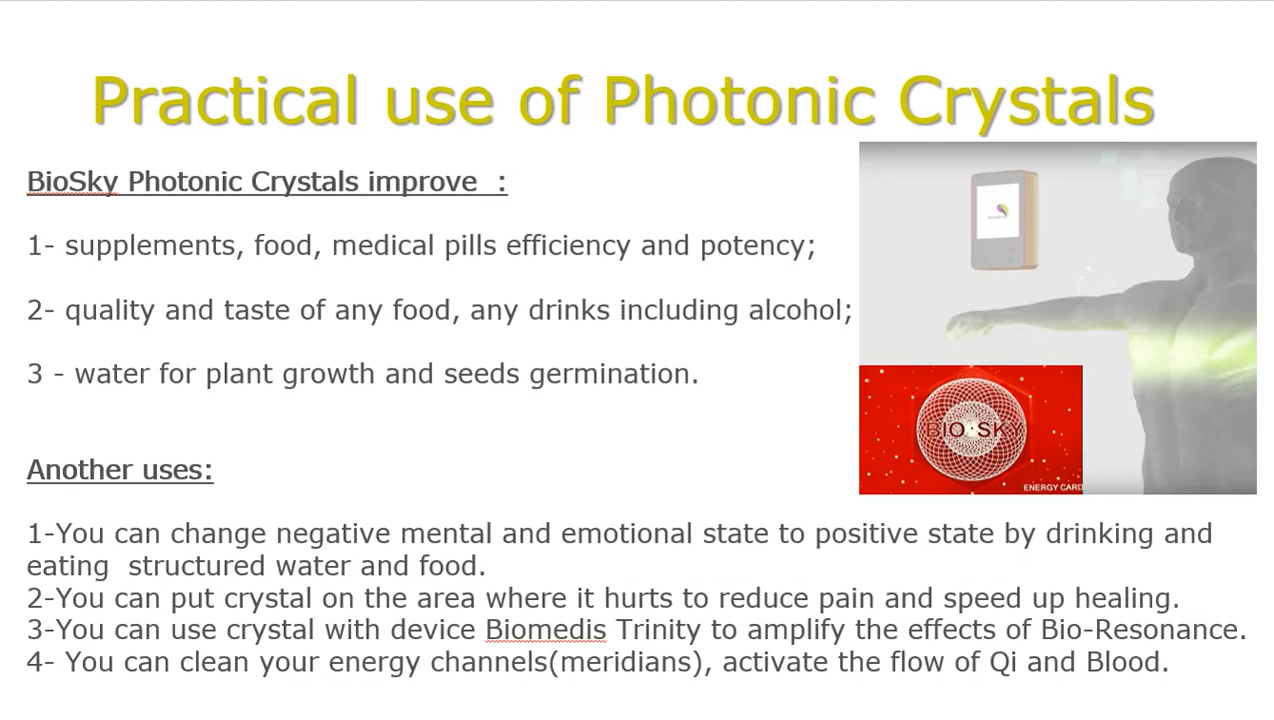 Practical use of Photonic Crystals
BioSky Photonic Crystals improve  :
1- supplements, food, medical pills efficiency and potency;
2- quality and taste of any food, any drinks including alcohol;
3 - water for plant growth and seeds germination.
BIO SKY
ENERGY CARD
Another uses:
1-You can change negative mental and emotional state to positive state by drinking and
eating  structured water and food.
2-You can put crystal on the area where it hurts to reduce pain and speed up healing.
3-You can use crystal with device Biomedis Trinity to amplify the effects of Bio-Resonance.
4- You can clean your energy channels(meridians), activate the flow of Qi and Blood.